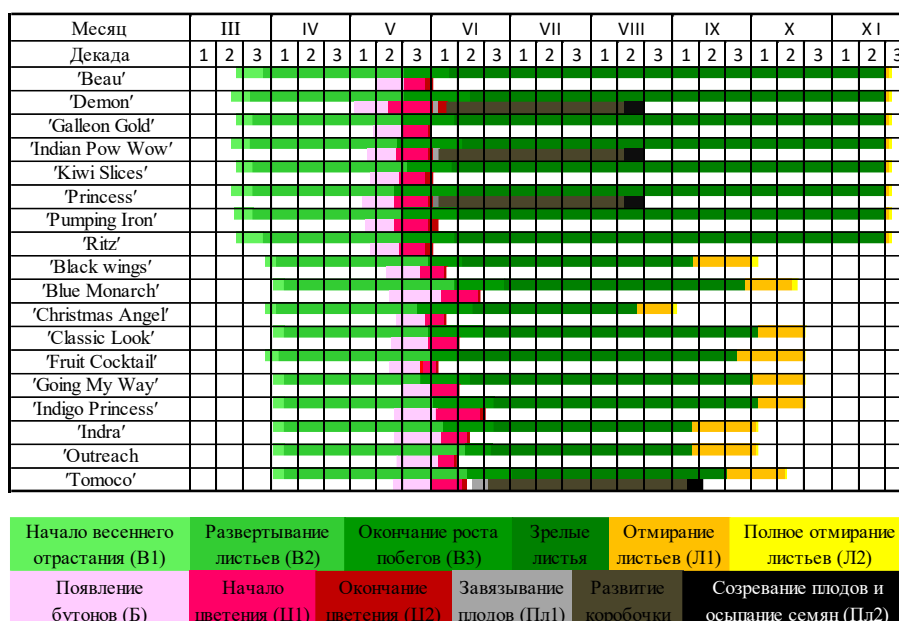 Месяц III IV V VI VII VIII IX X XI
Декада 1 2 3 1 2 3 1 2 3 1 2 3 1 2 3 1 2 3 1 2 3 1 2 3 1 2 3
'Beau'
'Demon'
'Galleon Gold'
'Indian Pow Wow'
'Kiwi Slices'
'Princess'
'Pumping Iron'
'Ritz'
'Black wings'
'Blue Monarch'
'Christmas Angel'
'Classic Look'
'Fruit Cocktail'
'Going My Way'
'Indigo Princess'
'Indra'
'Outreach
'Tomoco'
Начало весеннего Развертывание Окончание роста Зрелые Отмирание Полное отмирание
отрастания (В1) листьев (В2) побегов (В3) листья листьев (Л1) листьев (Л2)
Появление Начало Окончание Завязывание Развитие Созревание плодов и
бутонов (Б) цветения (Ц1) цветения (Ц2) плодов (Пл1) коробочки осыпание семян (Пл2)